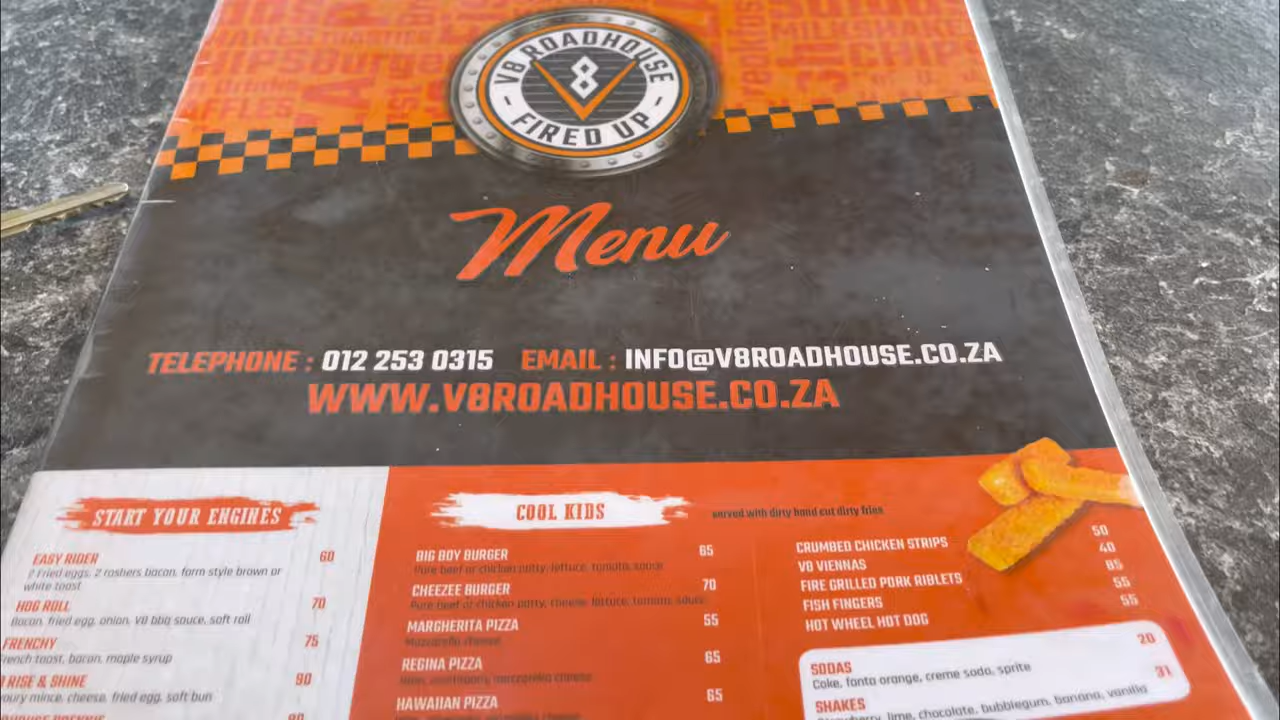 V8 ROADHOUSE
8
FIRED UP
Menu
TELEPHONE : 012 253 0315 EMAIL : INFO@V8ROADHOUSE.CO.ZA
WWW.V8ROADHOUSE.CO.ZA
START YOUR ENGINES
EASY RIDER 60
2 Fried eggs, 2 rashers bacon, farm style brown or
white toast
HOG ROLL 70
Bacon, fried egg, onion, V8 bbq sauce, soft roll
FRENCHY 75
French toast, bacon, maple syrup
RISE & SHINE 90
mince, cheese, fried egg, soft bun
COOL KIDS
served with dirty hand cut dirty fries
BIG BOY BURGER 65
Pure beef or chicken patty, lettuce, tomato, sauce
CHEEZEE BURGER 70
Pure beef or chicken patty, cheese, lettuce, tomato, sauce
MARGHERITA PIZZA 55
Mozzarella cheese
REGINA PIZZA 65
mozzarella cheese
HAWAIIAN PIZZA 65
CRUMBED CHICKEN STRIPS 50
V8 VIENNAS 40
FIRE GRILLED PORK RIBLETS 85
FISH FINGERS 55
HOT WHEEL HOT DOG 55
SODAS 20
Coke, fanta orange, creme soda, sprite
SHAKES 31
Strawberry, lime, chocolate, bubblegum, banana, vanilla